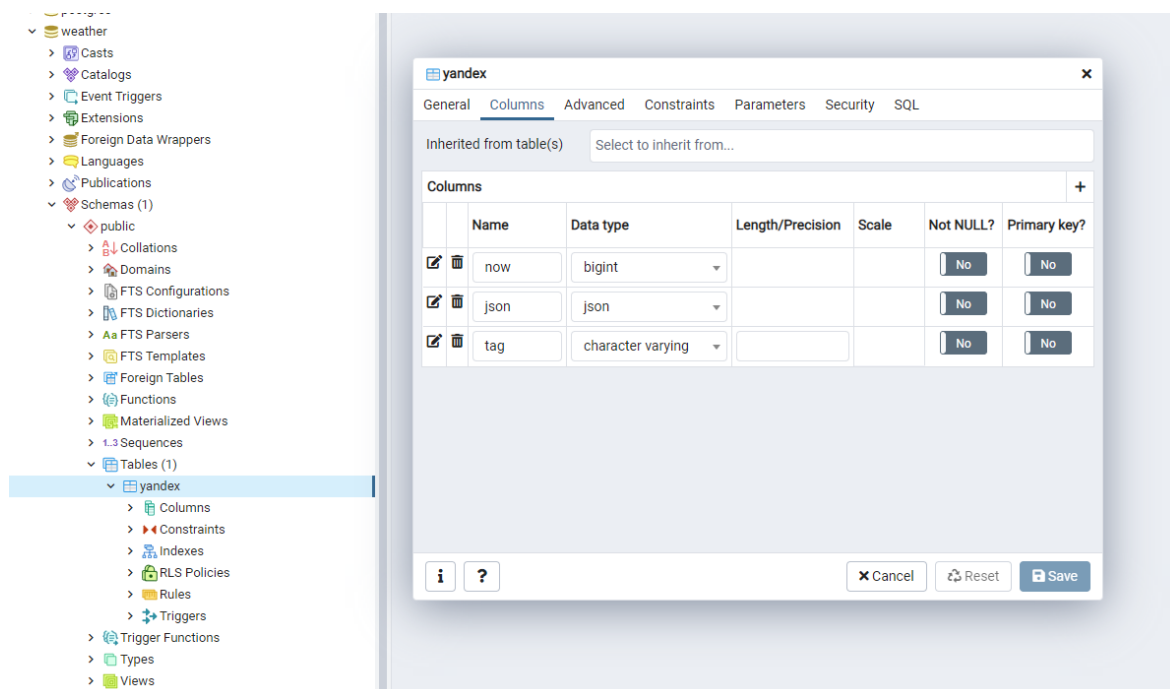 weather
Casts
Catalogs
Event Triggers
Extensions
Foreign Data Wrappers
Languages
Publications
Schemas (1)
public
Collations
Domains
FTS Configurations
FTS Dictionaries
FTS Parsers
FTS Templates
Foreign Tables
Functions
Materialized Views
1..3 Sequences
Tables (1)
yandex
Columns
Constraints
Indexes
RLS Policies
Rules
Triggers
Trigger Functions
Types
Views
yandex
General Columns Advanced Constraints Parameters Security SQL
Inherited from table(s) Select to inherit from...
Columns
Name Data type Length/Precision Scale Not NULL? Primary key?
now bigint No No
json json No No
tag character varying No No
Cancel Reset Save